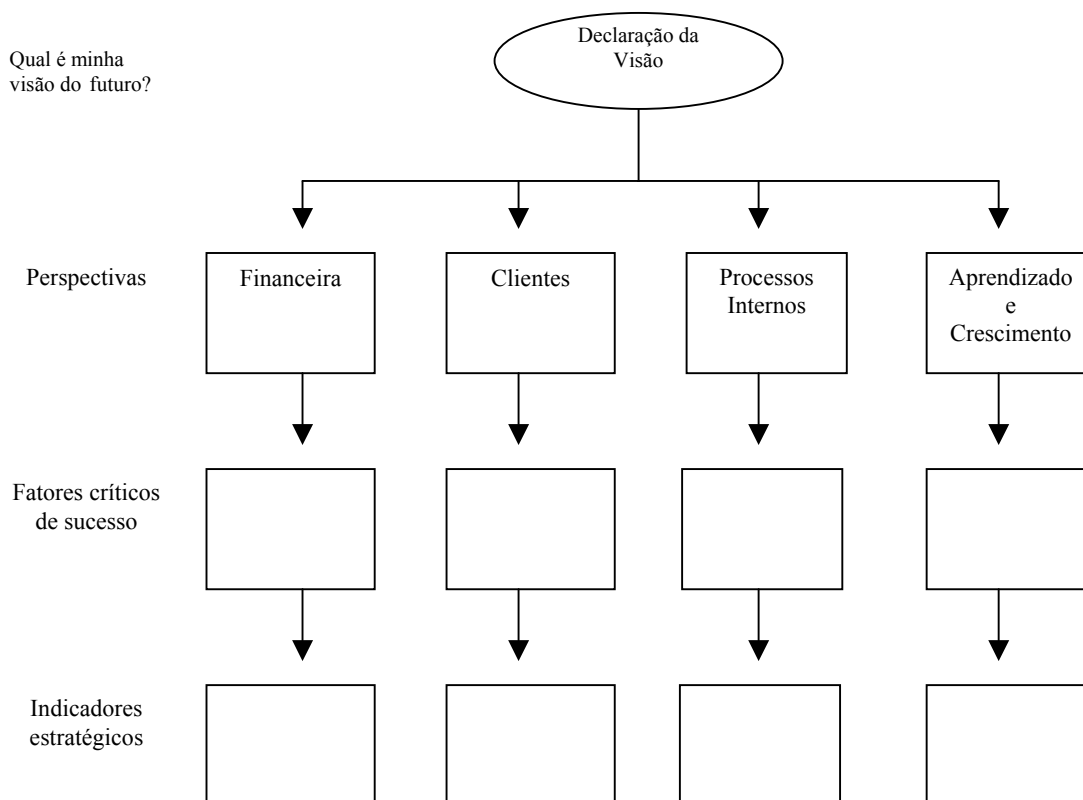 Qual é minha
visão do futuro?
Declaração da
Visão
Perspectivas
Financeira
Clientes
Processos
Internos
Aprendizado
e
Crescimento
Fatores críticos
de sucesso
Indicadores
estratégicos